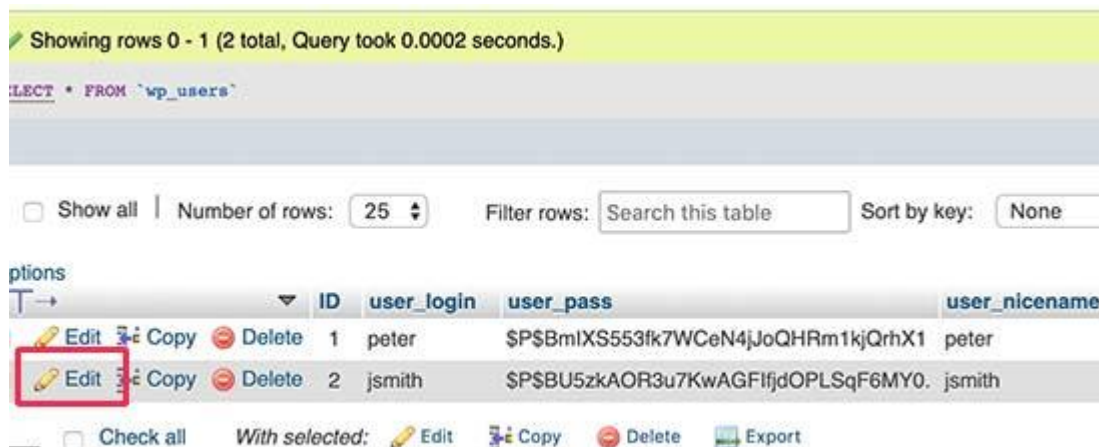 Showing rows 0 - 1 (2 total, Query took 0.0002 seconds.)
LECT * FROM `wp_users`
Show all | Number of rows: 25 Filter rows: Search this table Sort by key: None
ptions
ID user_login user_pass user_nicename
Edit Copy Delete 1 peter $P$BmIXS553fk7WCeN4jJoQHRm1kjQrhX1 peter
Edit Copy Delete 2 jsmith $P$BU5zkAOR3u7KwAGFIfjdOPLSqF6MY0. jsmith
Check all With selected: Edit Copy Delete Export